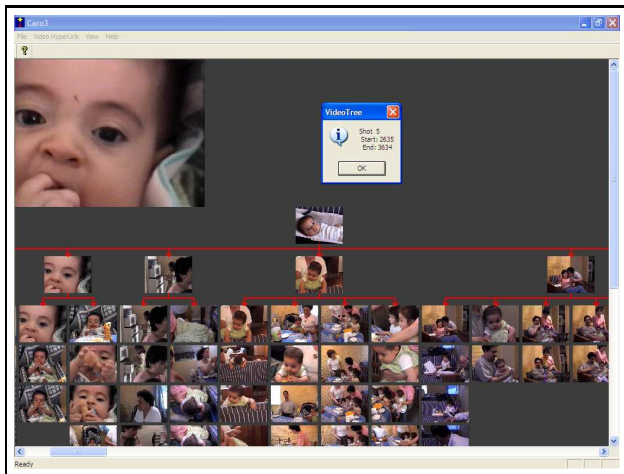 Caro3
File Video HyperLink View Help
?
VideoTree
Shot 5
Start: 2635
End: 3634
OK
Ready